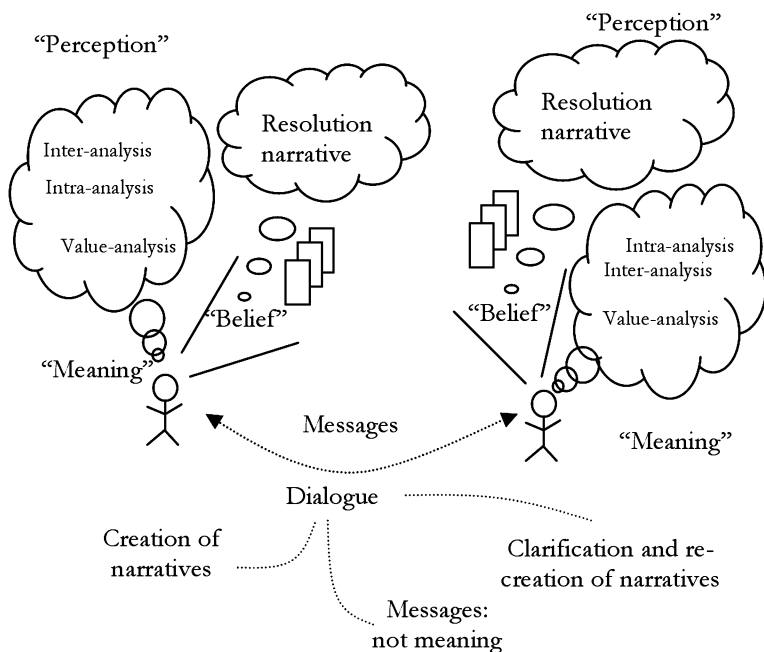 “Perception”
Inter-analysis
Intra-analysis
Value-analysis
Resolution
narrative
“Belief”
“Meaning”
“Perception”
Resolution
narrative
Intra-analysis
Inter-analysis
Value-analysis
“Belief”
“Meaning”
Messages
Dialogue
Creation of
narratives
Clarification and re-
creation of narratives
Messages:
not meaning